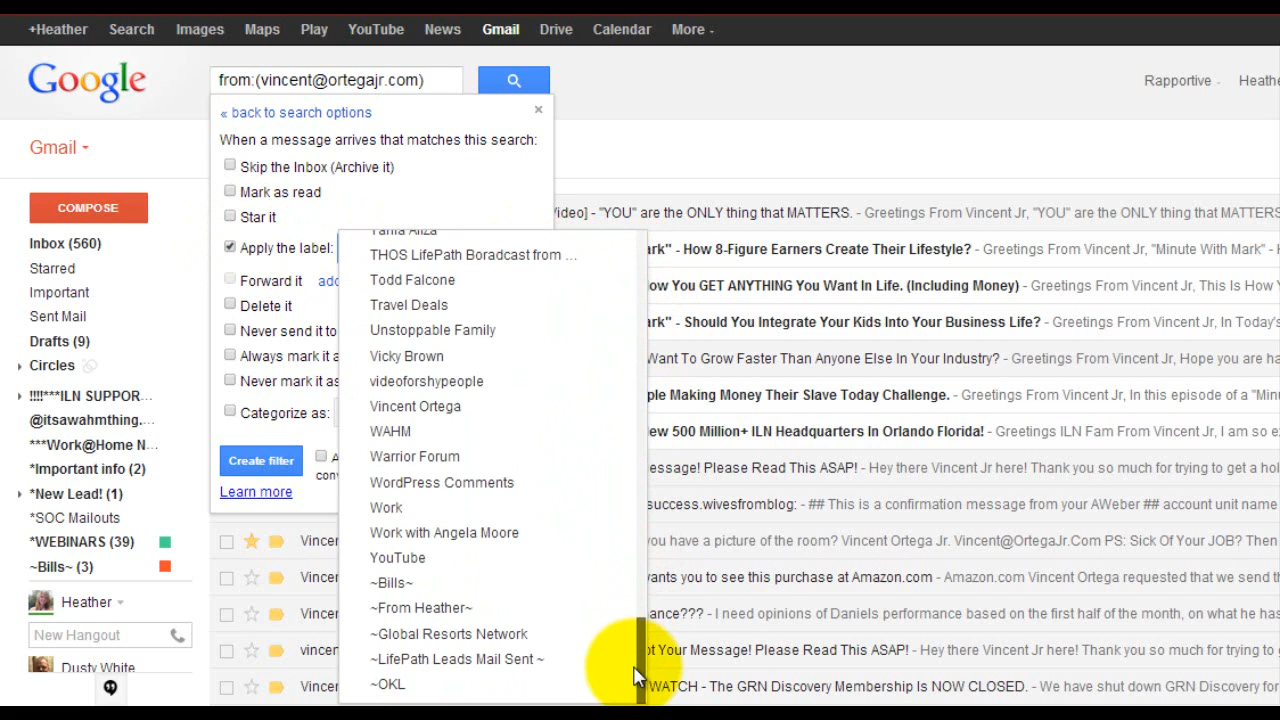 +Heather Search Images Maps Play YouTube News Gmail Drive Calendar More
Google
from:(vincent@ortegajr.com)
Rapportive
Heathe
« back to search options
×
When a message arrives that matches this search:
Skip the Inbox (Archive it)
Mark as read
Star it
Apply the label:
Forward it
Delete it
Never send it to
Always mark it a
Never mark it as
Categorize as:
Create filter
Learn more
Gmail
COMPOSE
Inbox (560)
Starred
Important
Sent Mail
Drafts (9)
Circles
!!!!***ILN SUPPOR...
@itsawahmthing....
***Work@Home N...
*Important info (2)
*New Lead! (1)
*SOC Mailouts
*WEBINARS (39)
~Bills~ (3)
Heather
New Hangout
Dusty White
THOS LifePath Boradcast from ...
Todd Falcone
Travel Deals
Unstoppable Family
Vicky Brown
videoforshypeople
Vincent Ortega
WAHM
Warrior Forum
WordPress Comments
Work
Work with Angela Moore
YouTube
~Bills~
~From Heather~
~Global Resorts Network
~LifePath Leads Mail Sent ~
~OKL
ideo] - "YOU" are the ONLY thing that MATTERS. - Greetings From Vincent Jr, "YOU" are the ONLY thing that MATTERS
ark" - How 8-Figure Earners Create Their Lifestyle? - Greetings From Vincent Jr, "Minute With Mark" -
ow You GET ANYTHING You Want In Life. (Including Money) - Greetings From Vincent Jr, This Is How Y
ark" - Should You Integrate Your Kids Into Your Business Life? - Greetings From Vincent Jr, In Today's
Want To Grow Faster Than Anyone Else In Your Industry? - Greetings From Vincent Jr, Hope you are ha
ple Making Money Their Slave Today Challenge. - Greetings From Vincent Jr, In this episode of a "Minu
ew 500 Million+ ILN Headquarters In Orlando Florida! - Greetings ILN Fam, Vincent Jr, I am so e
essage! Please Read This ASAP! - Hey there Vincent Jr here! Thank you so much for trying to get a hol
success.wivesfromblog: - ## This is a confirmation message from your AWeber ## account unit name
Vincen
you have a picture of the room? Vincent Ortega Jr. Vincent@OrtegaJr.Com PS: Sick Of Your JOB? Then
Vincen
wants you to see this purchase at Amazon.com - Amazon.com Vincent Ortega requested that we send the
Vincen
ance??? - I need opinions of Daniels performance based on the first half of the month, on what he has
vincen
ot Your Message! Please Read This ASAP! - Hey there Vincent Jr here! Thank you so much for trying to g
Vincen
WATCH - The GRN Discovery Membership Is NOW CLOSED. - We have shut down GRN Discovery for